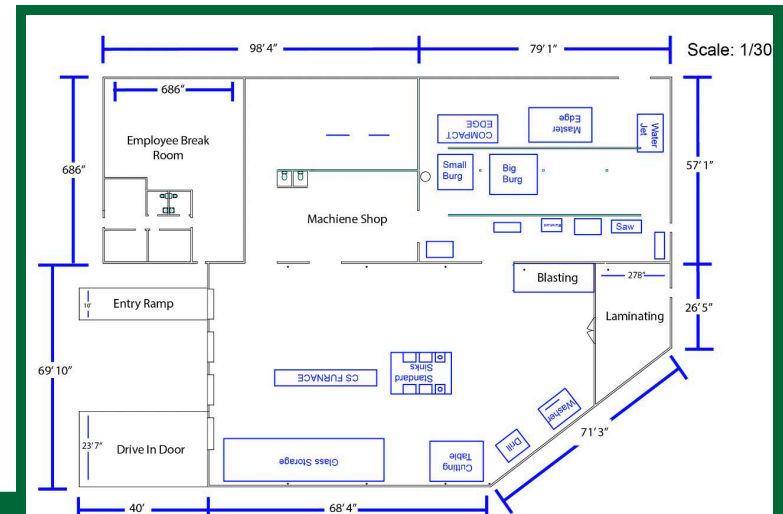 98'4"
79'1"
Scale: 1/30
686"
Employee Break
Room
686"
COMPACT
EDGE
Master
Edge
Water
Jet
Small
Burg
Big
Burg
57'1"
Machiene Shop
Saw
Blasting
27B"
Entry Ramp
10'
Laminating
26'5"
69'10"
Standard
Sinks
CS FURNACE
Washer
71'3"
Drill
23'7"
Drive In Door
Glass Storage
Cutting
Table
40'
68'4"